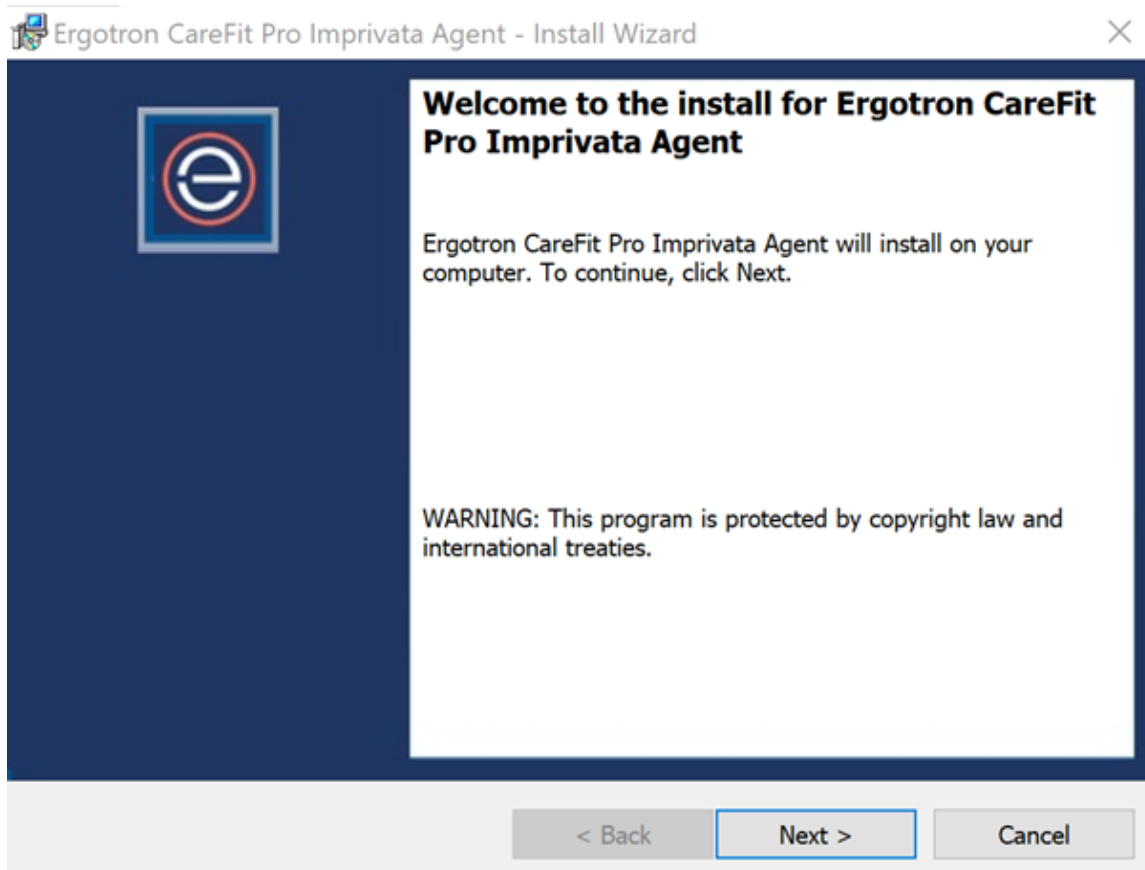 Ergotron CareFit Pro Imprivata Agent - Install Wizard
Welcome to the install for Ergotron CareFit
Pro Imprivata Agent
Ergotron CareFit Pro Imprivata Agent will install on your
computer. To continue, click Next.
WARNING: This program is protected by copyright law and
international treaties.
< Back
Next >
Cancel